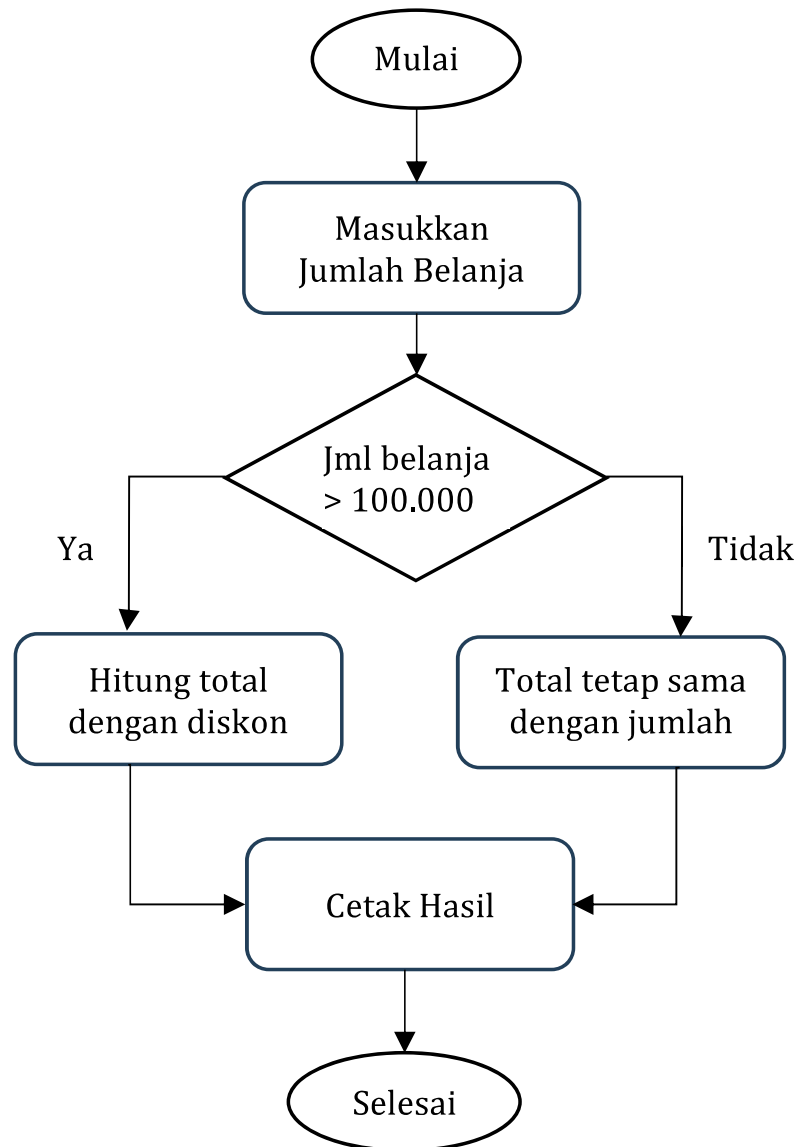 Mulai
Masukkan
Jumlah Belanja
Jml belanja
> 100.000
Ya
Tidak
Hitung total
dengan diskon
Total tetap sama
dengan jumlah
Cetak Hasil
Selesai